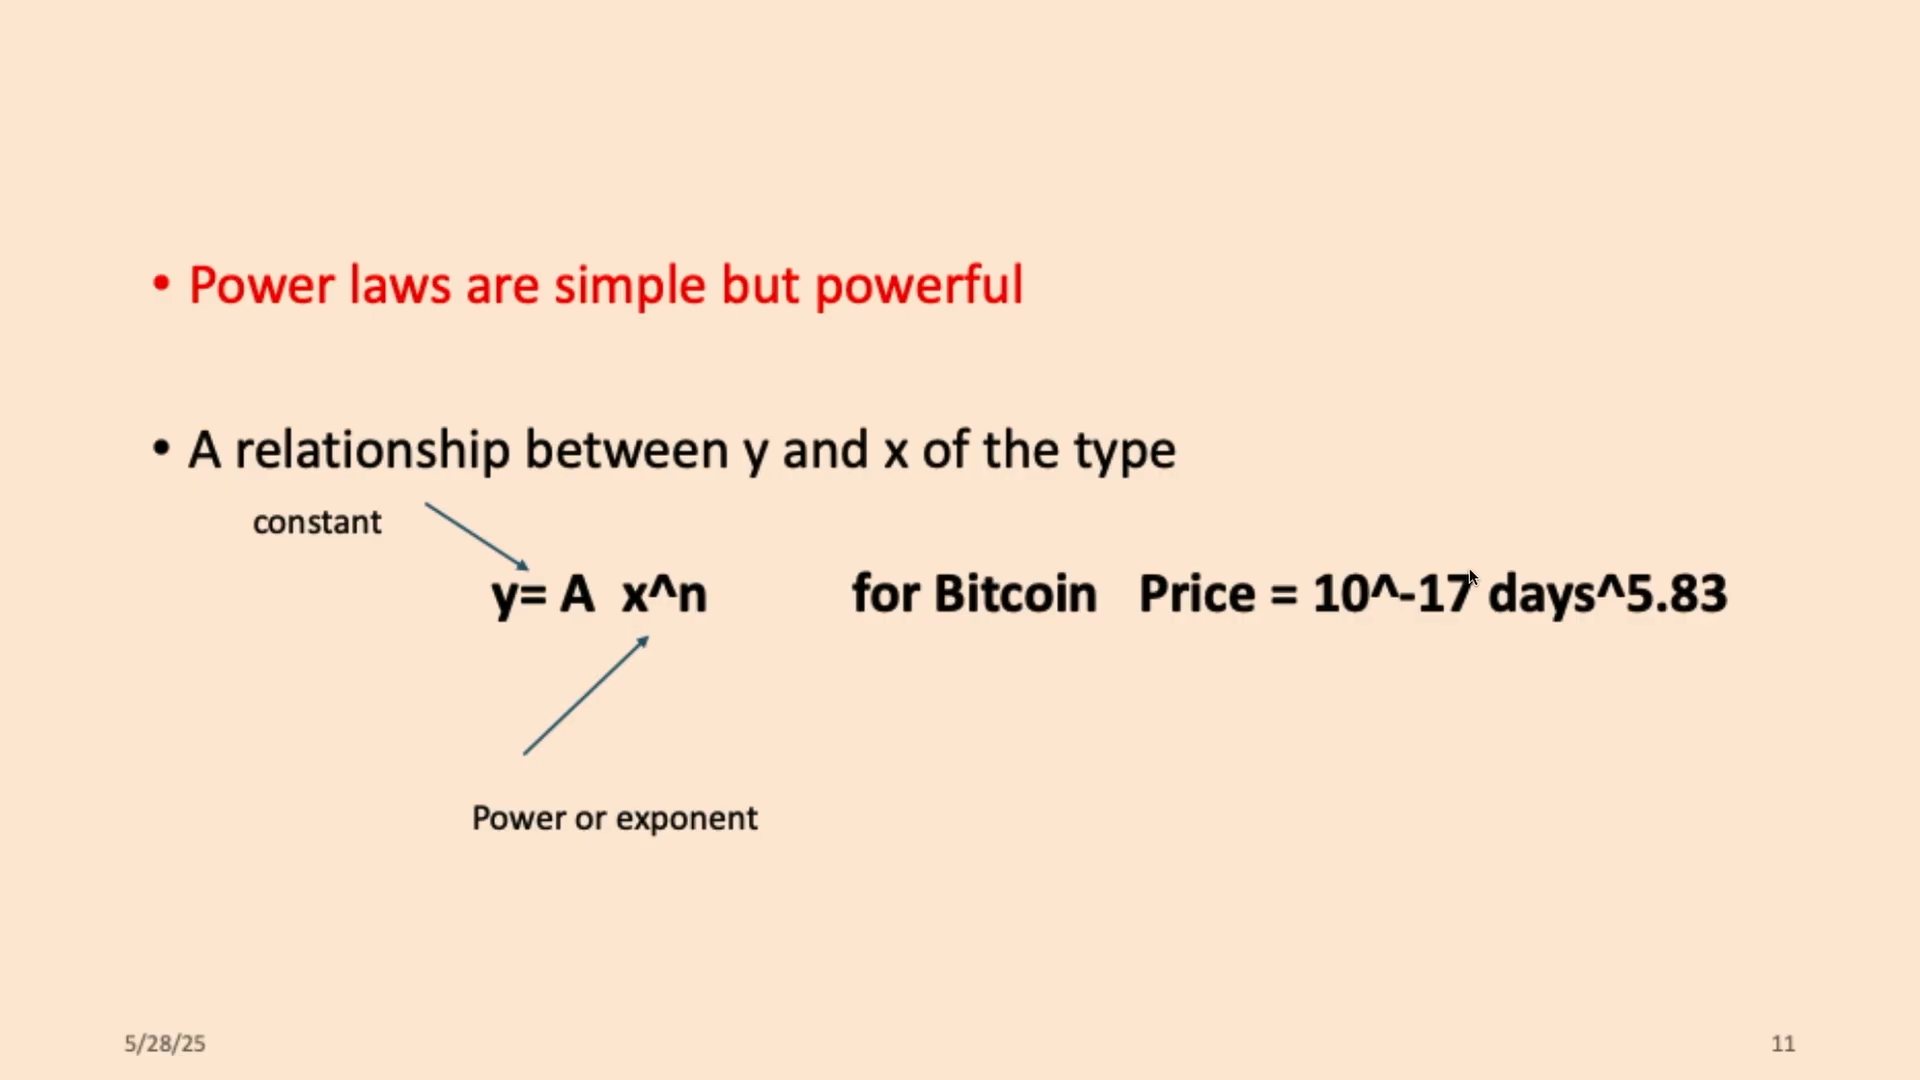 • Power laws are simple but powerful
• A relationship between y and x of the type
constant
y= A x^n for Bitcoin Price = 10^-17 days^5.83
Power or exponent
5/28/25 11